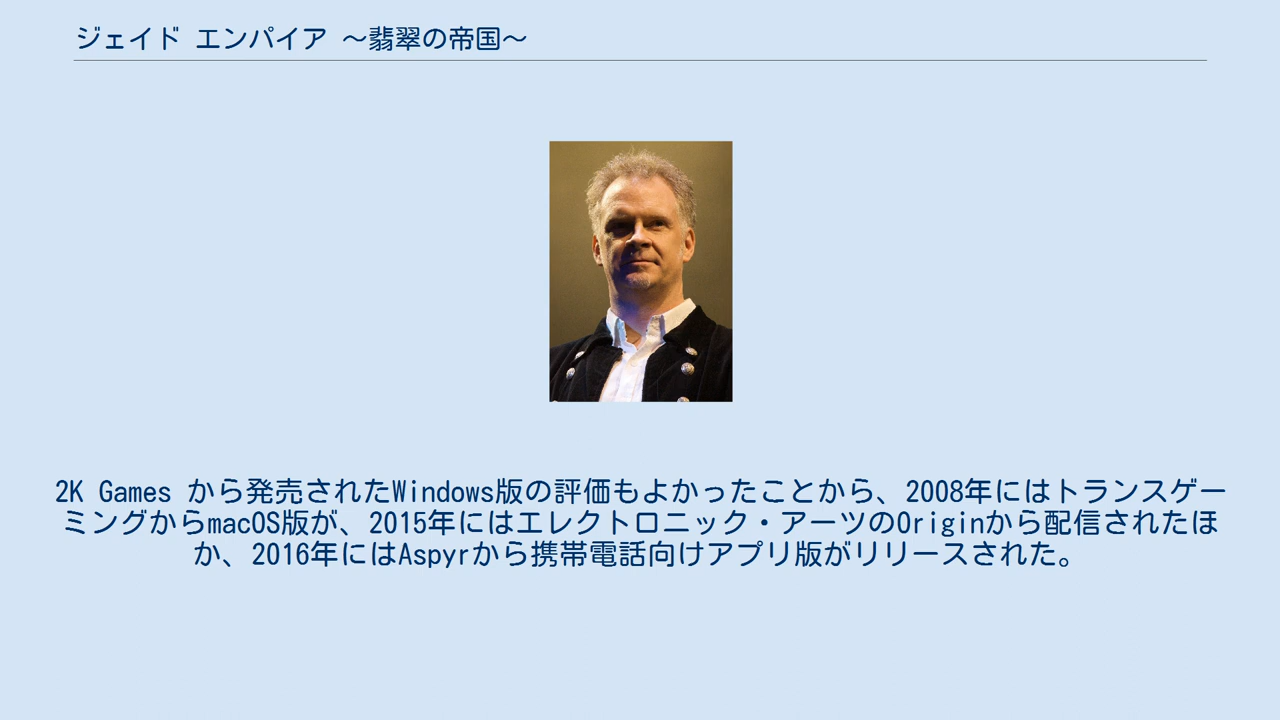 ジェイド エンパイア 〜翡翠の帝国〜
2K Games から発売されたWindows版の評価もよかったことから、2008年にはトランスゲー
ミングからmacOS版が、2015年にはエレクトロニック・アーツのOriginから配信されたほ
か、2016年にはAspyrから携帯電話向けアプリ版がリリースされた。